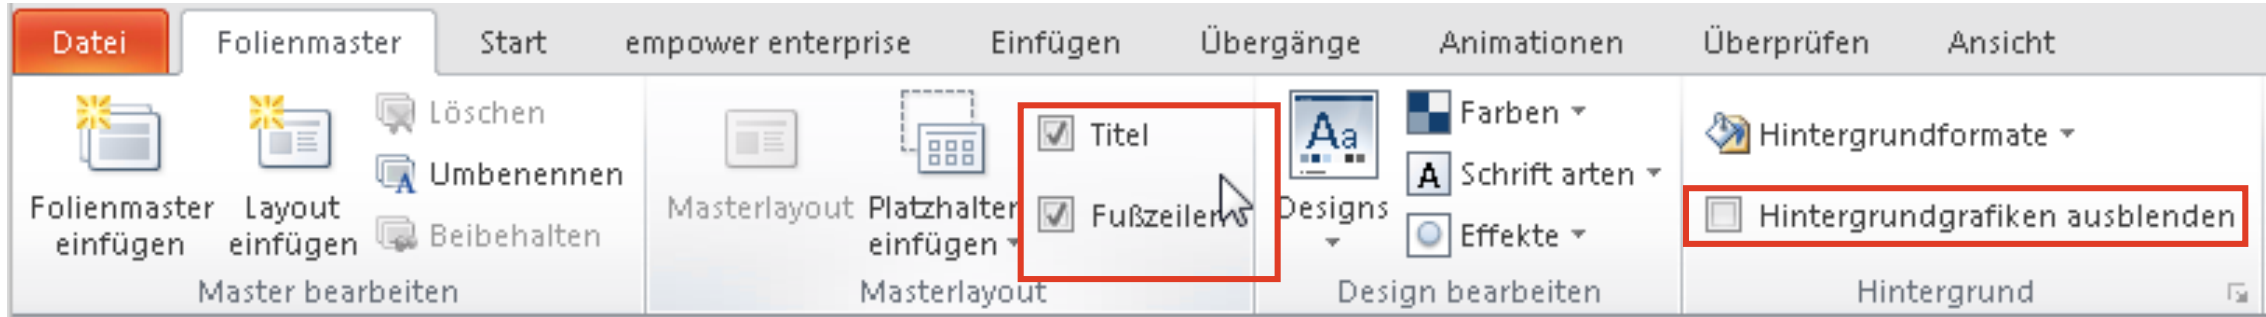 Datei Folienmaster Start empower enterprise Einfügen Übergänge Animationen Überprüfen Ansicht
Folienmaster
einfügen
Layout
einfügen
Löschen
Umbenennen
Beibehalten
Master bearbeiten
Masterlayout
Platzhalter
einfügen
Titel
Fußzeilen
Masterlayout
Aa
Designs
Farben
A Schrift arten
Effekte
Design bearbeiten
Hintergrundformate
Hintergrundgrafiken ausblenden
Hintergrund